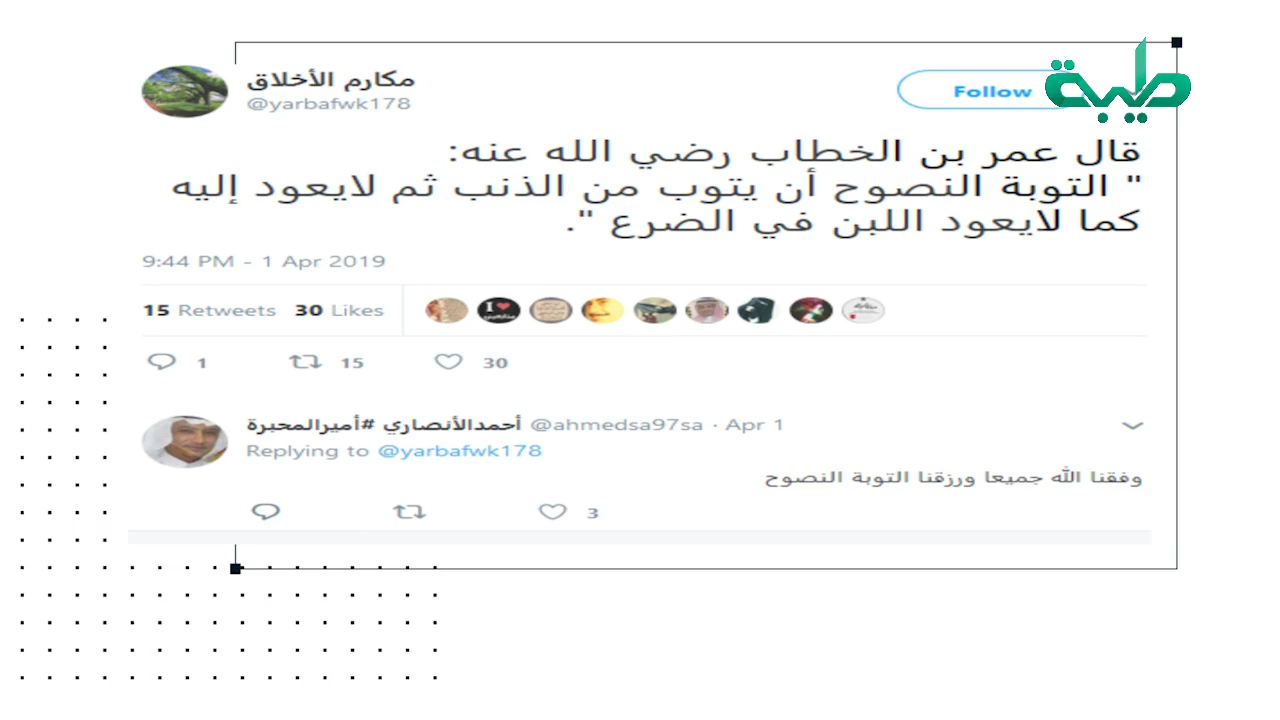 طيبة
مكارم الأخلاق
@yarbafwk178
Follow
قال عمر بن الخطاب رضي الله عنه:
" التوبة النصوح أن يتوب من الذنب ثم لايعود إليه
كما لايعود اللبن في الضرع ".
9:44 PM - 1 Apr 2019
15 Retweets 30 Likes
I
1 15 30
أحمدالأنصاري #أميرالمحبرة @ahmedsa97sa · Apr 1
Replying to @yarbafwk178
وفقنا الله جميعا ورزقنا التوبة النصوح
3